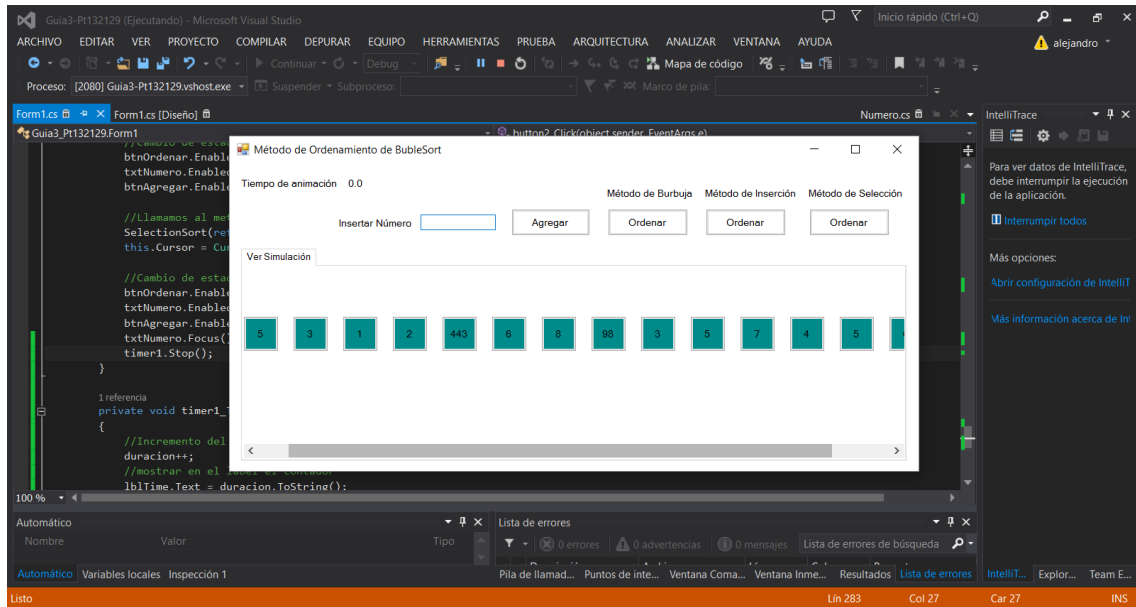 Guia3-Pt132129 (Ejecutando) - Microsoft Visual Studio
Inicio rápido (Ctrl+Q)
ARCHIVO EDITAR VER PROYECTO COMPILAR DEPURAR EQUIPO HERRAMIENTAS PRUEBA ARQUITECTURA ANALIZAR VENTANA AYUDA
alejandro
Continuar Debug Mapa de código
Proceso: [2080] Guia3-Pt132129.vshost.exe Suspender Subproceso: Marco de pila:
Form1.cs Form1.cs [Diseño] Numero.cs
Guia3_Pt132129.Form1 button2_Click(object sender, EventArgs e)
btnOrdenar.Enable
txtNumero.Enabled
btnAgregar.Enable
//Llamamos al met
SelectionSort(re
this.Cursor = Cur
//Cambio de estad
btnOrdenar.Enable
txtNumero.Enabled
btnAgregar.Enable
txtNumero.Focus()
timer1.Stop();
}
1 referencia
private void timer1_T
{
//Incremento del
duracion++;
//mostrar en el label el contador
lblTime.Text = duracion.ToString();
100 %
Método de Ordenamiento de BubleSort
Tiempo de animación 0.0
Método de Burbuja Método de Inserción Método de Selección
Insertar Número Agregar Ordenar Ordenar Ordenar
Ver Simulación
5 3 1 2 443 6 8 98 3 5 7 4 5
IntelliTrace
Para ver datos de IntelliTrace,
debe interrumpir la ejecución
de la aplicación.
Interrumpir todos
Más opciones:
Abrir configuración de IntelliT
Más información acerca de Int
Automático
Nombre Valor Tipo
Lista de errores
0 errores 0 advertencias 0 mensajes Lista de errores de búsqueda
Automático Variables locales Inspección 1
Pila de llamad... Puntos de inte... Ventana Coma... Ventana Inme... Resultados Lista de errores
IntelliT... Explor... Team E...
Listo Lín 283 Col 27 Car 27 INS